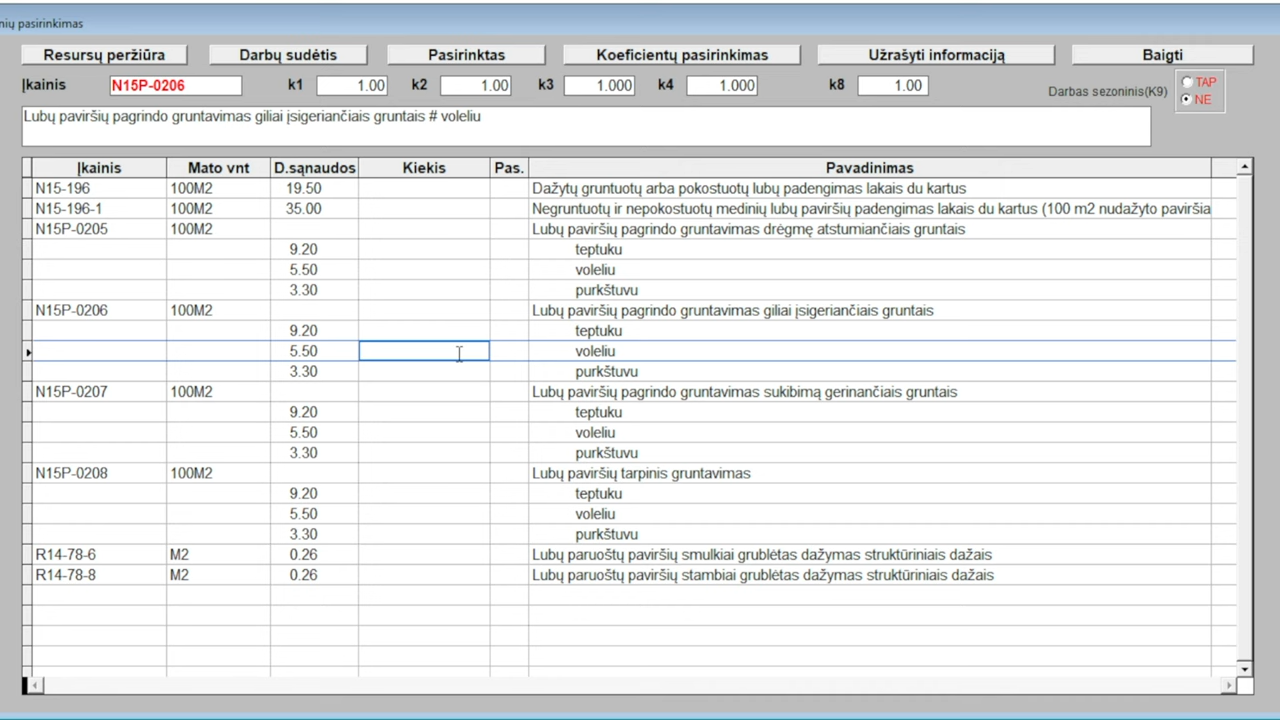 nių pasirinkimas
Resursų peržiūra Darbų sudėtis Pasirinktas Koeficientų pasirinkimas Užrašyti informaciją Baigti
Įkainis N15P-0206 k1 1.00 k2 1.00 k3 1.000 k4 1.000 k8 1.00 Darbas sezoninis(K9) TAP
NE
Lubų paviršių pagrindo gruntavimas giliai įsigeriančiais gruntais # voleliu
Įkainis Mato vnt D.sąnaudos Kiekis Pas. Pavadinimas
N15-196 100M2 19.50 Dažytų gruntuotų arba pokostuotų lubų padengimas lakais du kartus
N15-196-1 100M2 35.00 Negruntuotų ir nepokostuotų medinių lubų paviršių padengimas lakais du kartus (100 m2 nudažyto paviršia
N15P-0205 100M2 Lubų paviršių pagrindo gruntavimas drėgmę atstumiančiais gruntais
9.20 teptuku
5.50 voleliu
3.30 purkštuvu
N15P-0206 100M2 Lubų paviršių pagrindo gruntavimas giliai įsigeriančiais gruntais
9.20 teptuku
5.50 voleliu
3.30 purkštuvu
N15P-0207 100M2 Lubų paviršių pagrindo gruntavimas sukibimą gerinančiais gruntais
9.20 teptuku
5.50 voleliu
3.30 purkštuvu
N15P-0208 100M2 Lubų paviršių tarpinis gruntavimas
9.20 teptuku
5.50 voleliu
3.30 purkštuvu
R14-78-6 M2 0.26 Lubų paruoštų paviršių smulkiai grublėtas dažymas struktūriniais dažais
R14-78-8 M2 0.26 Lubų paruoštų paviršių stambiai grublėtas dažymas struktūriniais dažais